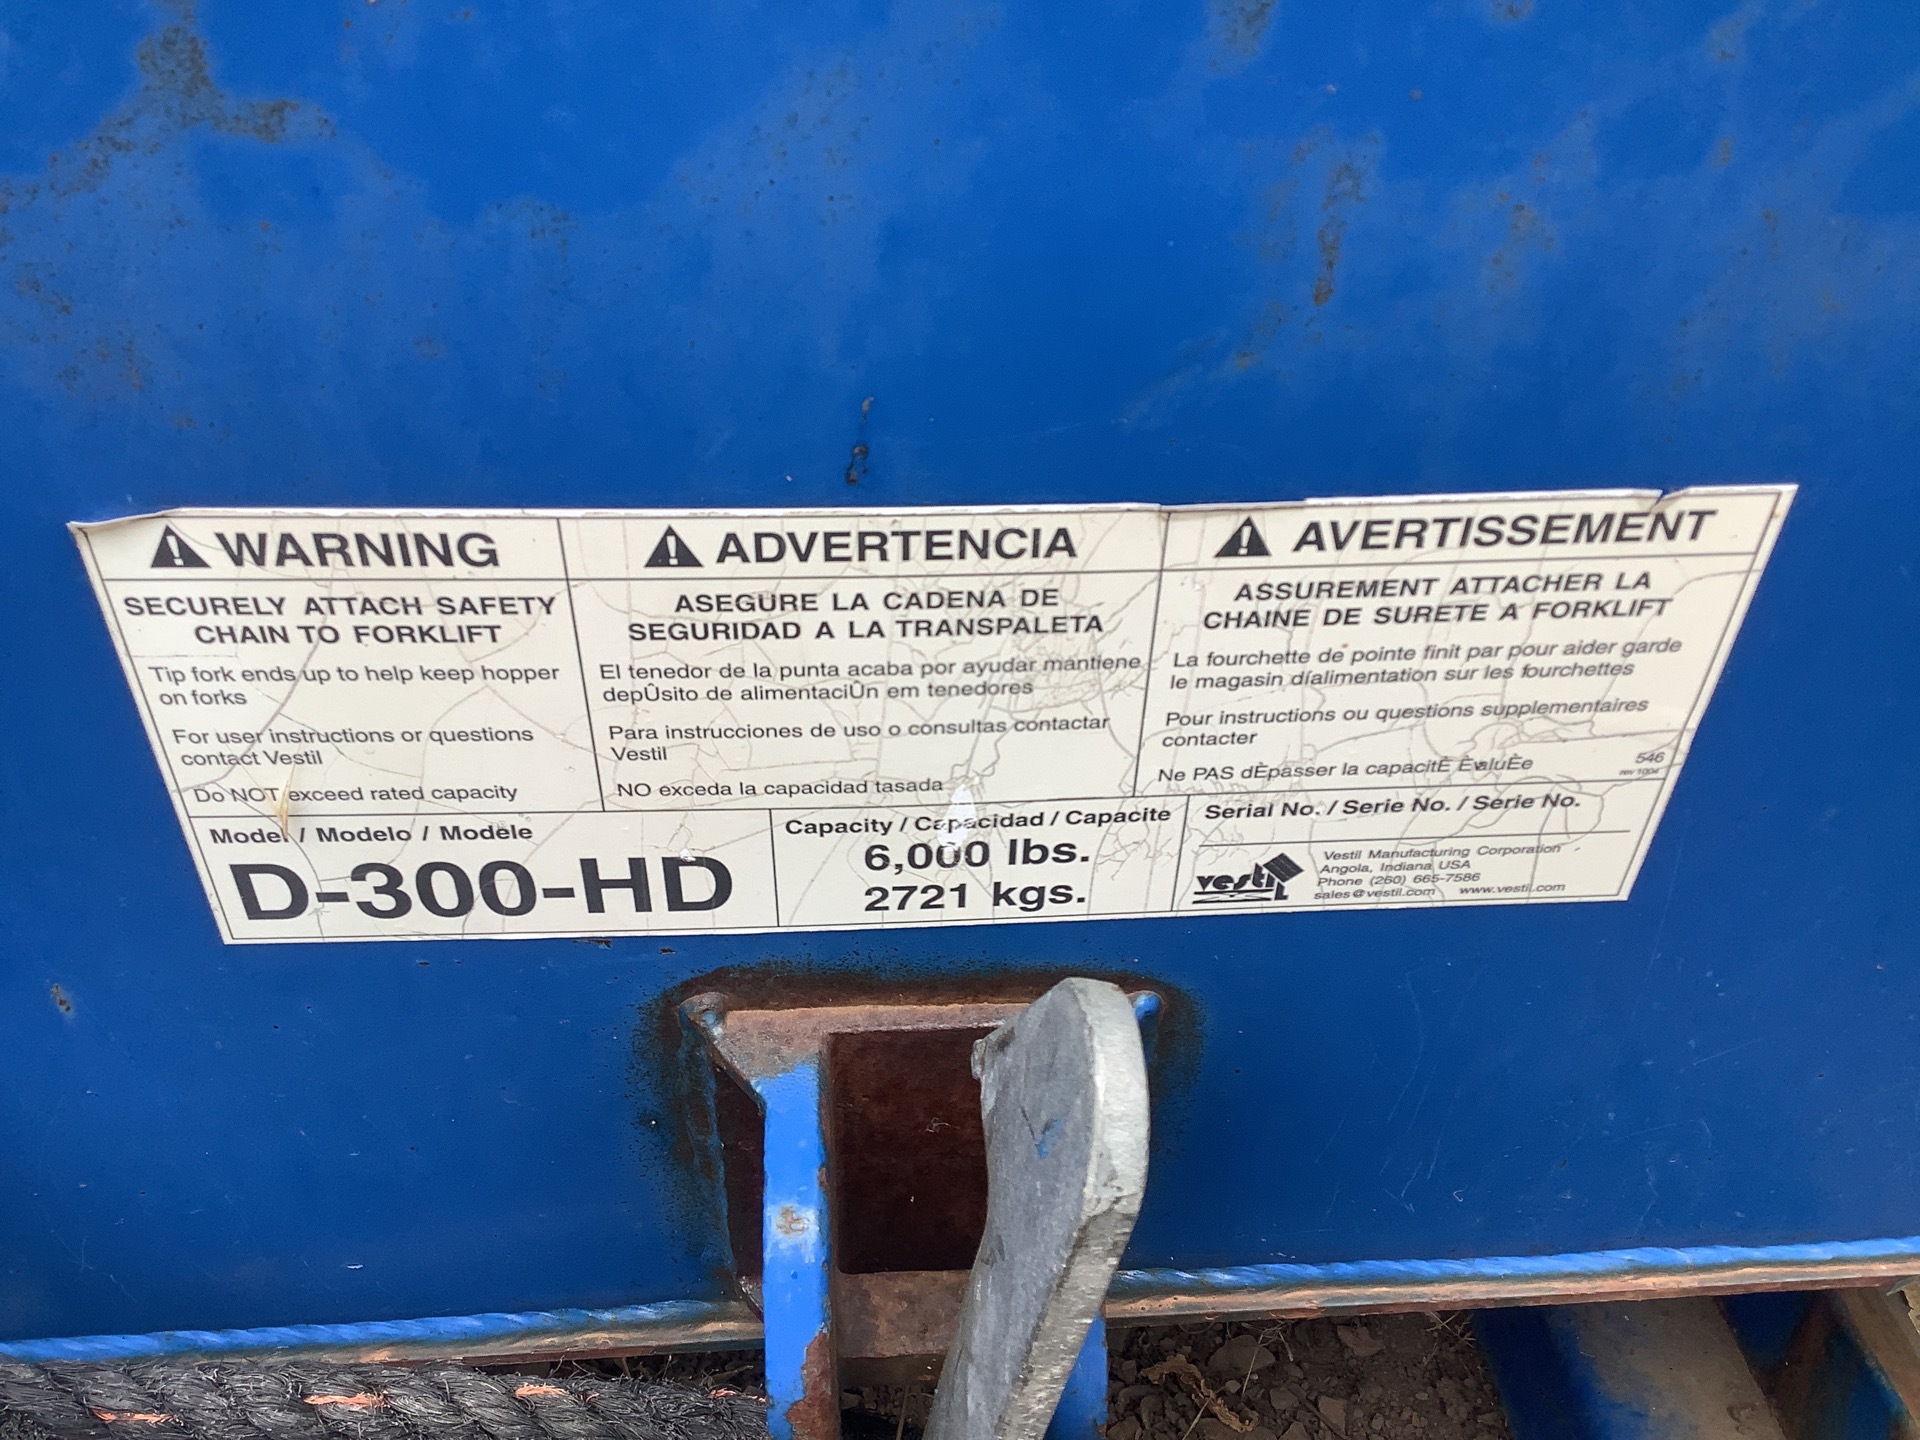 WARNING
SECURELY ATTACH SAFETY
CHAIN TO FORKLIFT
Tip fork ends up to help keep hopper
on forks
For user instructions or questions
contact Vestil
Do NOT exceed rated capacity
ADVERTENCIA
ASEGURE LA CADENA DE
SEGURIDAD A LA TRANSPALETA
El tenedor de la punta acaba por ayudar mantiene
depÛsito de alimentaciÛn em tenedores
Para instrucciones de uso o consultas contactar
Vestil
NO exceda la capacidad tasada
AVERTISSEMENT
ASSUREMENT ATTACHER LA
CHAINE DE SURETE A FORKLIFT
La fourchette de pointe finit par pour aider garde
le magasin díalimentation sur les fourchettes
Pour instructions ou questions supplementaires
contacter
Ne PAS dÈpasser la capacitÈ ÈvaluÈe
546
rev 1004
Model / Modelo / Modèle
D-300-HD
Capacity / Capacidad / Capacite
6,000 lbs.
2721 kgs.
Serial No. / Serie No. / Série No.
vestil
Vestil Manufacturing Corporation
Angola, Indiana USA
Phone (260) 665-7586
sales@vestil.com www.vestil.com